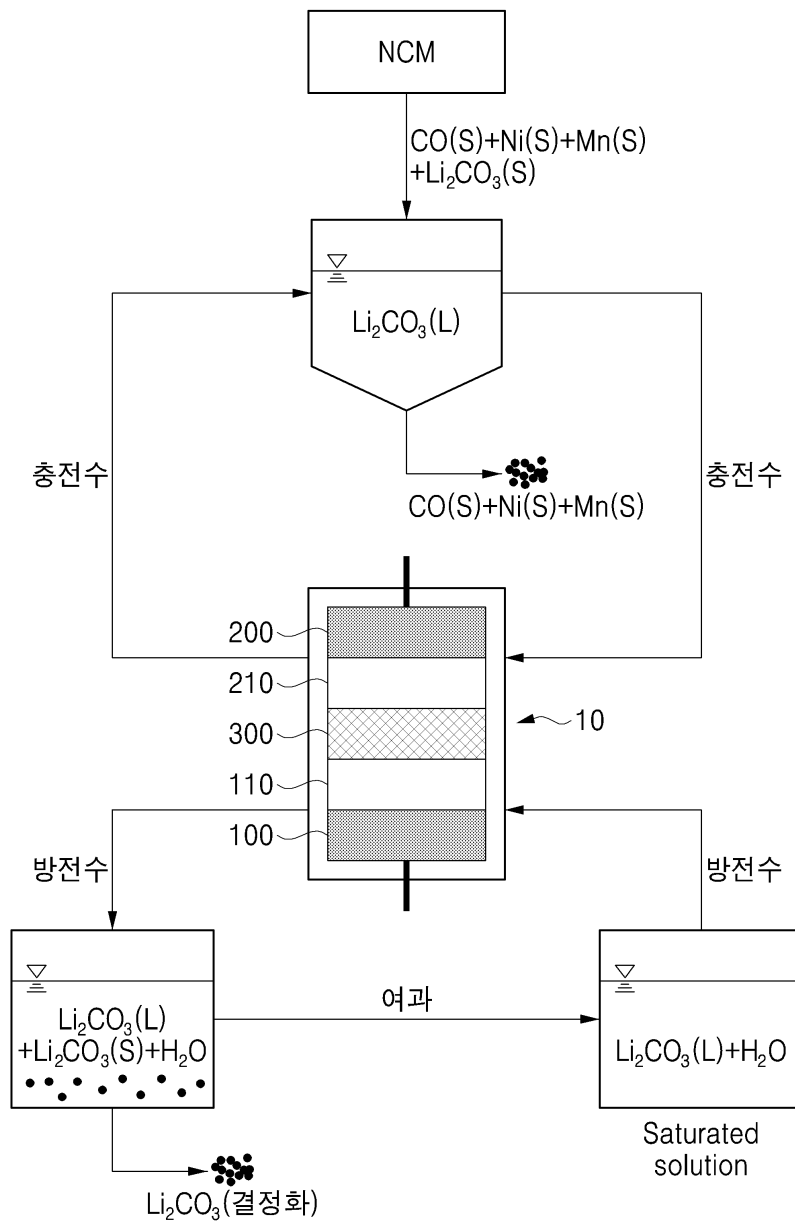 NCM
CO(S)+Ni(S)+Mn(S)
+Li₂CO₃(S)
Li₂CO₃(L)
충전수
충전수
CO(S)+Ni(S)+Mn(S)
200
210
300
10
110
100
방전수
방전수
여과
Li₂CO₃(L)
+Li₂CO₃(S)+H₂O
Li₂CO₃(L)+H₂O
Saturated
solution
Li₂CO₃(결정화)